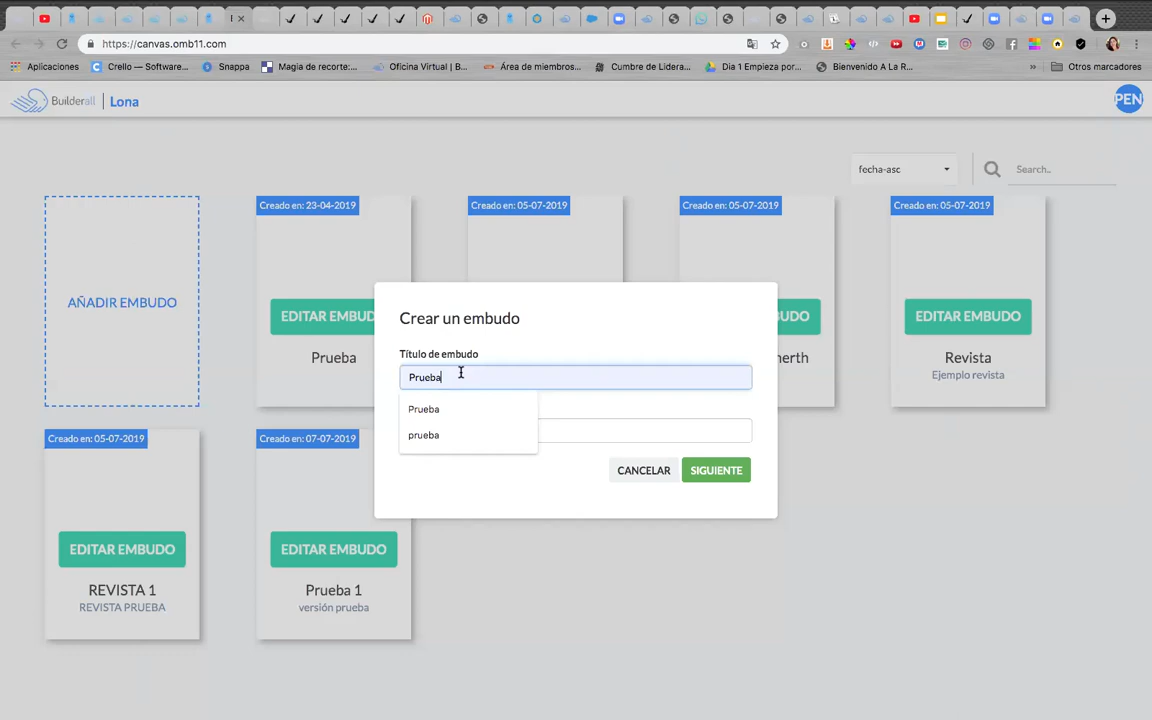 https://canvas.omb11.com
Aplicaciones
Crello — Software...
Snappa
Magia de recorte:...
Oficina Virtual | B...
Área de miembros...
Cumbre de Lidera...
Dia 1 Empieza por...
Bienvenido A La R...
»
Otros marcadores
Builderall | Lona
PEN
fecha-asc
Search..
AÑADIR EMBUDO
Creado en: 23-04-2019
Creado en: 05-07-2019
Creado en: 05-07-2019
Creado en: 05-07-2019
EDITAR EMBUD
UDO
EDITAR EMBUDO
Prueba
nerth
Revista
Ejemplo revista
Crear un embudo
Título de embudo
Prueba
Prueba
prueba
CANCELAR
SIGUIENTE
Creado en: 05-07-2019
Creado en: 07-07-2019
EDITAR EMBUDO
EDITAR EMBUDO
REVISTA 1
REVISTA PRUEBA
Prueba 1
versión prueba